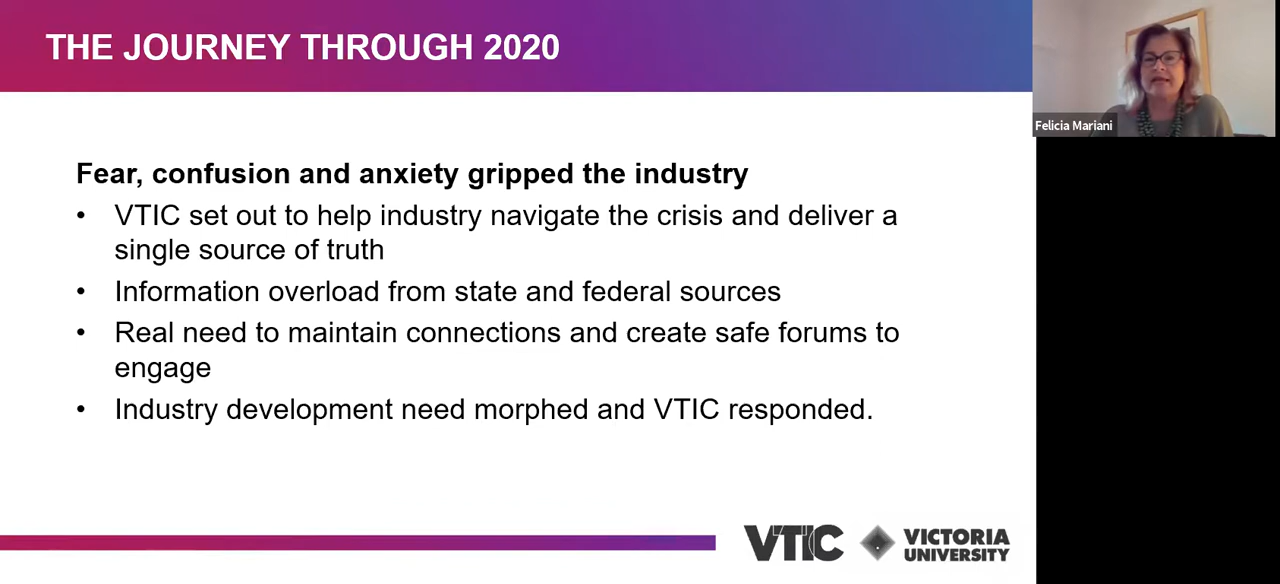 THE JOURNEY THROUGH 2020
Felicia Mariani
Fear, confusion and anxiety gripped the industry
• VTIC set out to help industry navigate the crisis and deliver a
single source of truth
• Information overload from state and federal sources
• Real need to maintain connections and create safe forums to
engage
• Industry development need morphed and VTIC responded.
VTIC
VICTORIA
UNIVERSITY